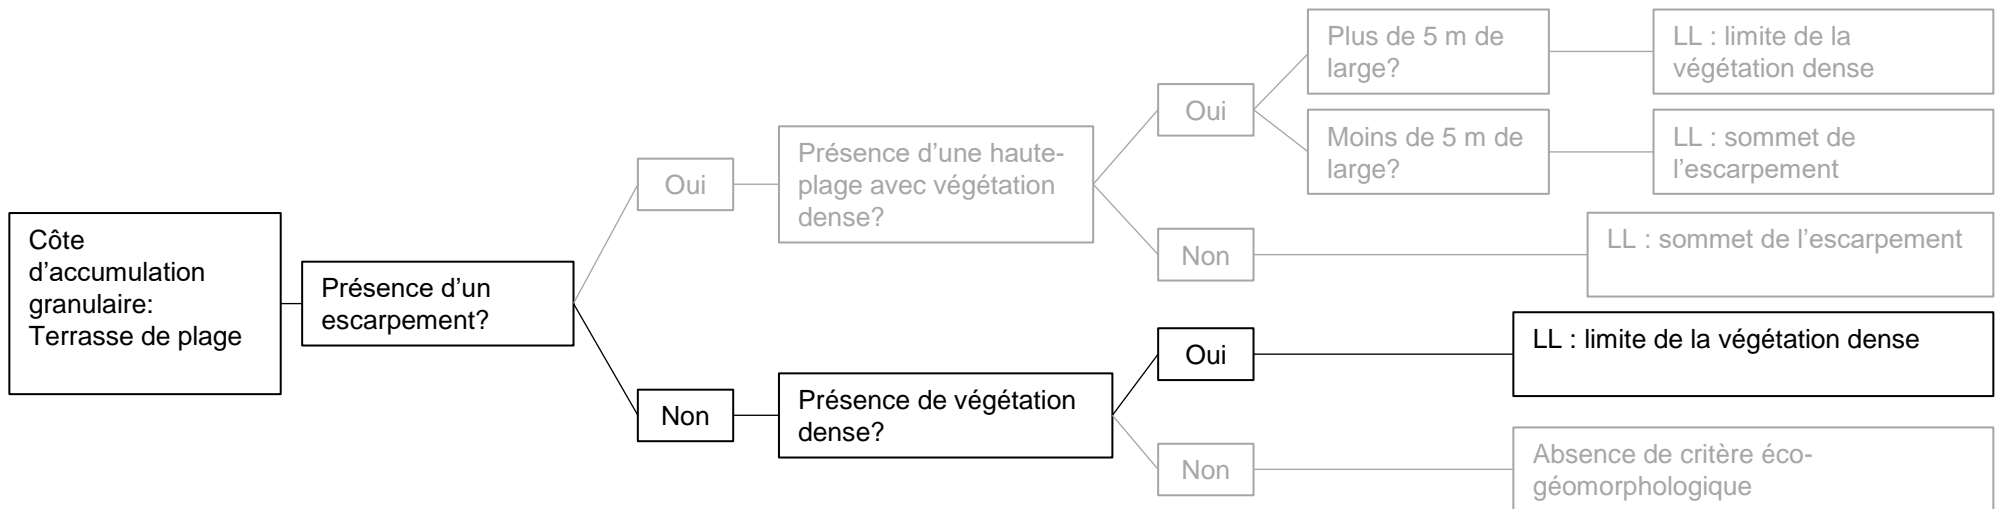 Côte
d'accumulation
granulaire:
Terrasse de plage
Présence d'un
escarpement?
Oui
Présence d'une haute-
plage avec végétation
dense?
Oui
Plus de 5 m de
large?
LL : limite de la
végétation dense
Moins de 5 m de
large?
LL : sommet de
l'escarpement
Non
LL : sommet de l'escarpement
Non
Présence de végétation
dense?
Oui
LL : limite de la végétation dense
Non
Absence de critère éco-
géomorphologique